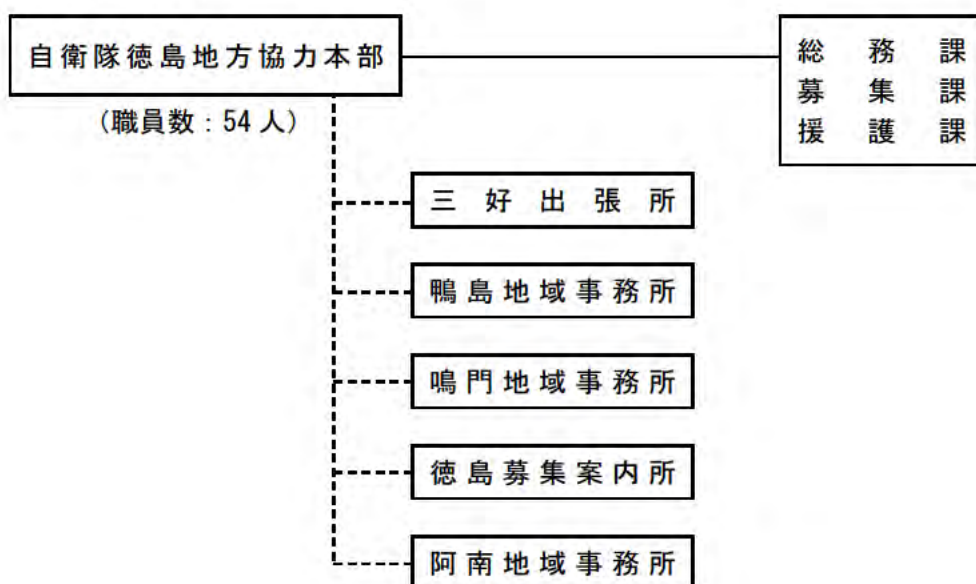 自衛隊徳島地方協力本部
(職員数：54人)
総務課
募集課
援護課
三好出張所
鴨島地域事務所
鳴門地域事務所
徳島募集案内所
阿南地域事務所